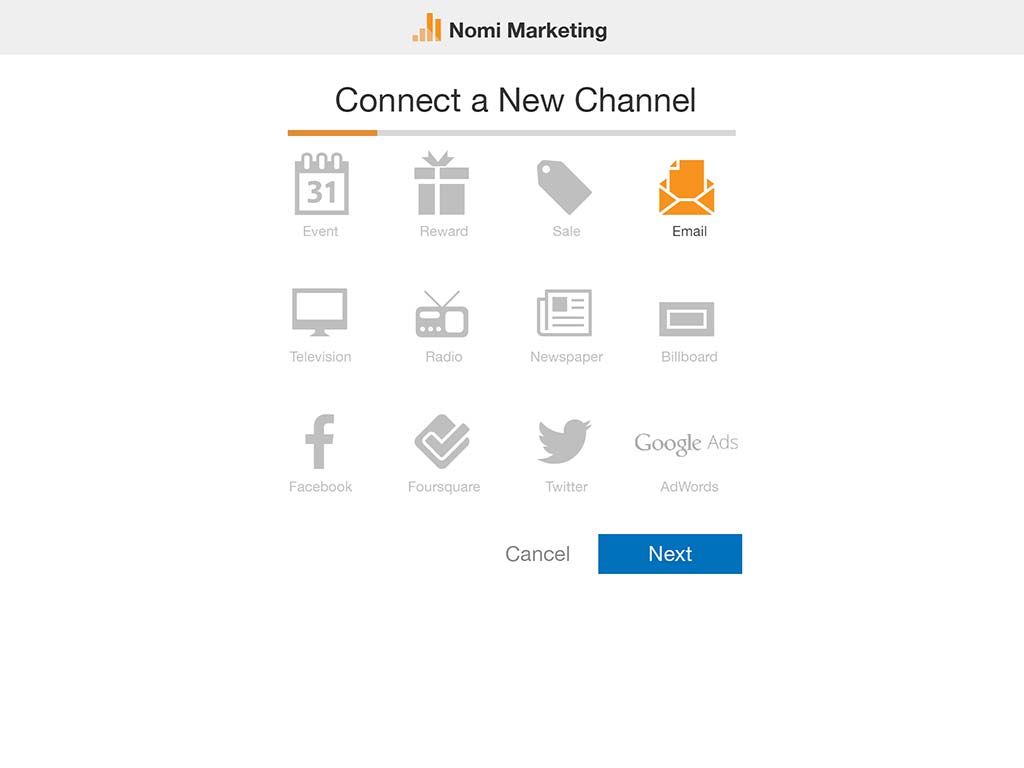 Nomi Marketing
Connect a New Channel
31
Event Reward Sale Email
Television Radio Newspaper Billboard
Google Ads
Facebook Foursquare Twitter AdWords
Cancel Next